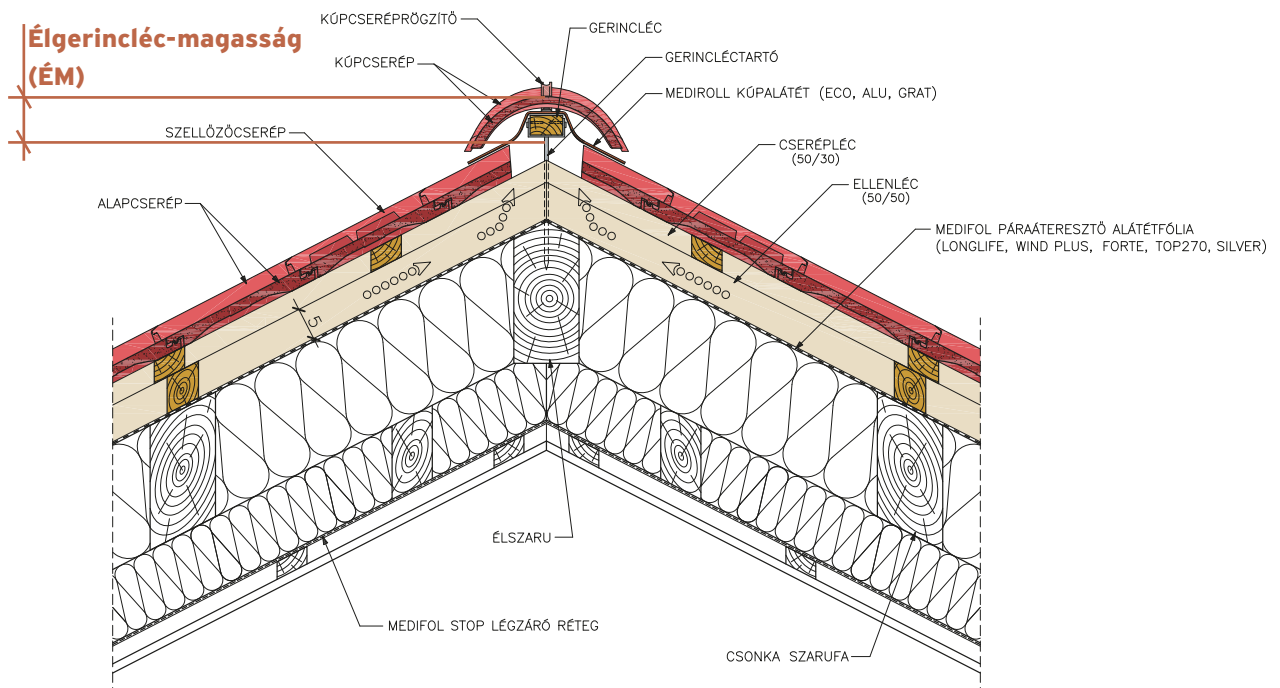 Élgerincléc-magasság
(ÉM)
KÚPCSERÉPRÖGZÍTŐ
KÚPCSERÉP
SZELLŐZŐCSERÉP
ALAPCSERÉP
GERINCLÉC
GERINCLÉCTARTÓ
MEDIROLL KÚPALÁTÉT (ECO, ALU, GRAT)
CSERÉPLÉC
(50/30)
ELLENLÉC
(50/50)
MEDIFOL PÁRAÁTERESZTŐ ALÁTÉTFÓLIA
(LONGLIFE, WIND PLUS, FORTE, TOP270, SILVER)
5
ÉLSZARU
MEDIFOL STOP LÉGZÁRÓ RÉTEG
CSONKA SZARUFA